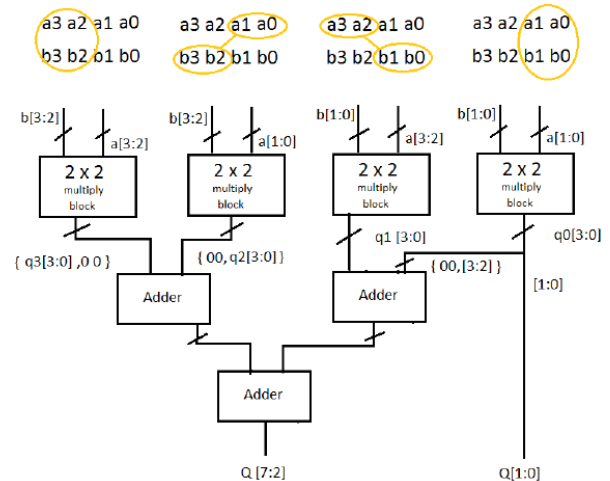 a3 a2 a1 a0
b3 b2 b1 b0
a3 a2 a1 a0
b3 b2 b1 b0
a3 a2 a1 a0
b3 b2 b1 b0
a3 a2 a1 a0
b3 b2 b1 b0
b[3:2]
a[3:2]
b[3:2]
a[1:0]
b[1:0]
a[3:2]
b[1:0]
a[1:0]
2 x 2
multiply
block
2 x 2
multiply
block
2 x 2
multiply
block
2 x 2
multiply
block
{ q3[3:0] ,0 0 }
{ 00, q2[3:0] }
q1 [3:0]
q0[3:0]
{ 00,[3:2] }
[1:0]
Adder
Adder
Adder
Q [7:2]
Q[1:0]